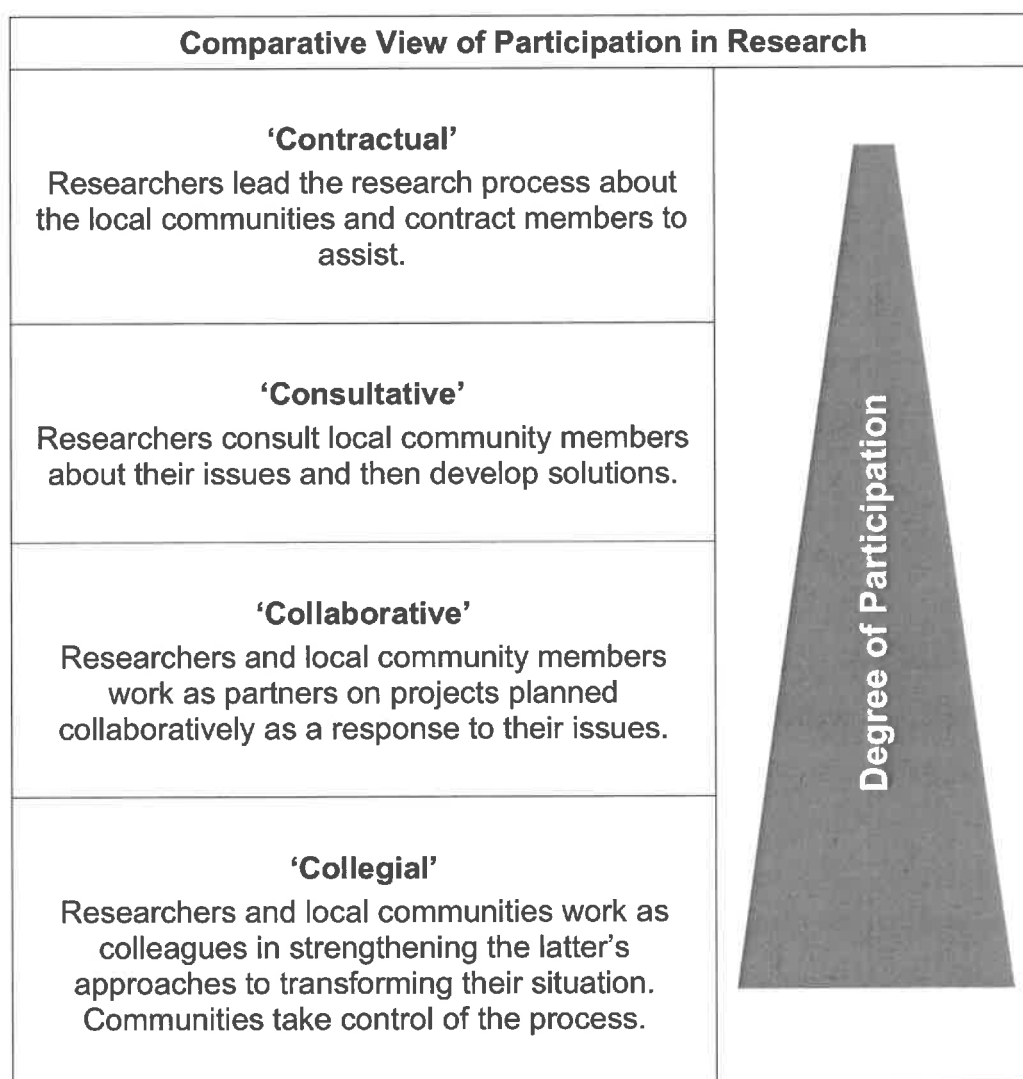 Comparative View of Participation in Research
‘Contractual’
Researchers lead the research process about
the local communities and contract members to
assist.
‘Consultative’
Researchers consult local community members
about their issues and then develop solutions.
‘Collaborative’
Researchers and local community members
work as partners on projects planned
collaboratively as a response to their issues.
‘Collegial’
Researchers and local communities work as
colleagues in strengthening the latter’s
approaches to transforming their situation.
Communities take control of the process.
Degree of Participation